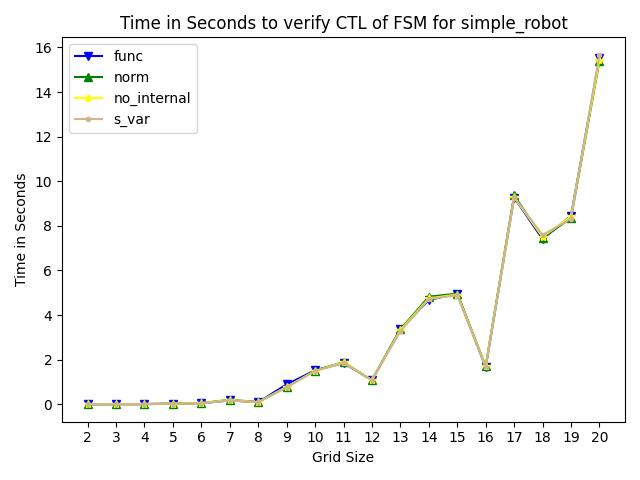 Time in Seconds to verify CTL of FSM for simple_robot
func
norm
no_internal
s_var
Time in Seconds
16
14
12
10
8
6
4
2
0
2 3 4 5 6 7 8 9 10 11 12 13 14 15 16 17 18 19 20
Grid Size